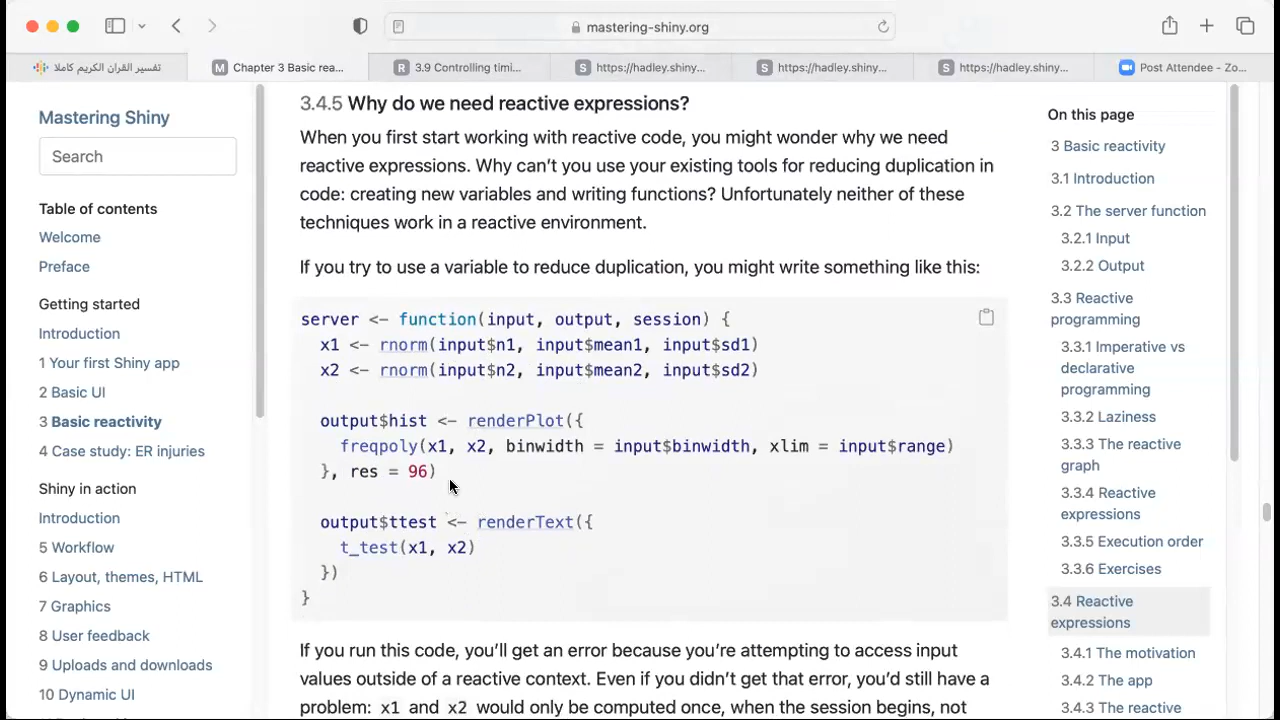 mastering-shiny.org
تفسير القران الكريم كاملا
Chapter 3 Basic rea...
3.9 Controlling timi...
https://hadley.shiny...
https://hadley.shiny...
https://hadley.shiny...
Post Attendee - Zo...
Mastering Shiny
Search
Table of contents
Welcome
Preface
Getting started
Introduction
1 Your first Shiny app
2 Basic UI
3 Basic reactivity
4 Case study: ER injuries
Shiny in action
Introduction
5 Workflow
6 Layout, themes, HTML
7 Graphics
8 User feedback
9 Uploads and downloads
10 Dynamic UI
3.4.5 Why do we need reactive expressions?
When you first start working with reactive code, you might wonder why we need
reactive expressions. Why can’t you use your existing tools for reducing duplication in
code: creating new variables and writing functions? Unfortunately neither of these
techniques work in a reactive environment.
If you try to use a variable to reduce duplication, you might write something like this:
server <- function(input, output, session) {
x1 <- rnorm(input$n1, input$mean1, input$sd1)
x2 <- rnorm(input$n2, input$mean2, input$sd2)
output$hist <- renderPlot({
freqpoly(x1, x2, binwidth = input$binwidth, xlim = input$range)
}, res = 96)
output$ttest <- renderText({
t_test(x1, x2)
})
}
If you run this code, you’ll get an error because you’re attempting to access input
values outside of a reactive context. Even if you didn’t get that error, you’d still have a
problem: x1 and x2 would only be computed once, when the session begins, not
On this page
3 Basic reactivity
3.1 Introduction
3.2 The server function
3.2.1 Input
3.2.2 Output
3.3 Reactive
programming
3.3.1 Imperative vs
declarative
programming
3.3.2 Laziness
3.3.3 The reactive
graph
3.3.4 Reactive
expressions
3.3.5 Execution order
3.3.6 Exercises
3.4 Reactive
expressions
3.4.1 The motivation
3.4.2 The app
3.4.3 The reactive